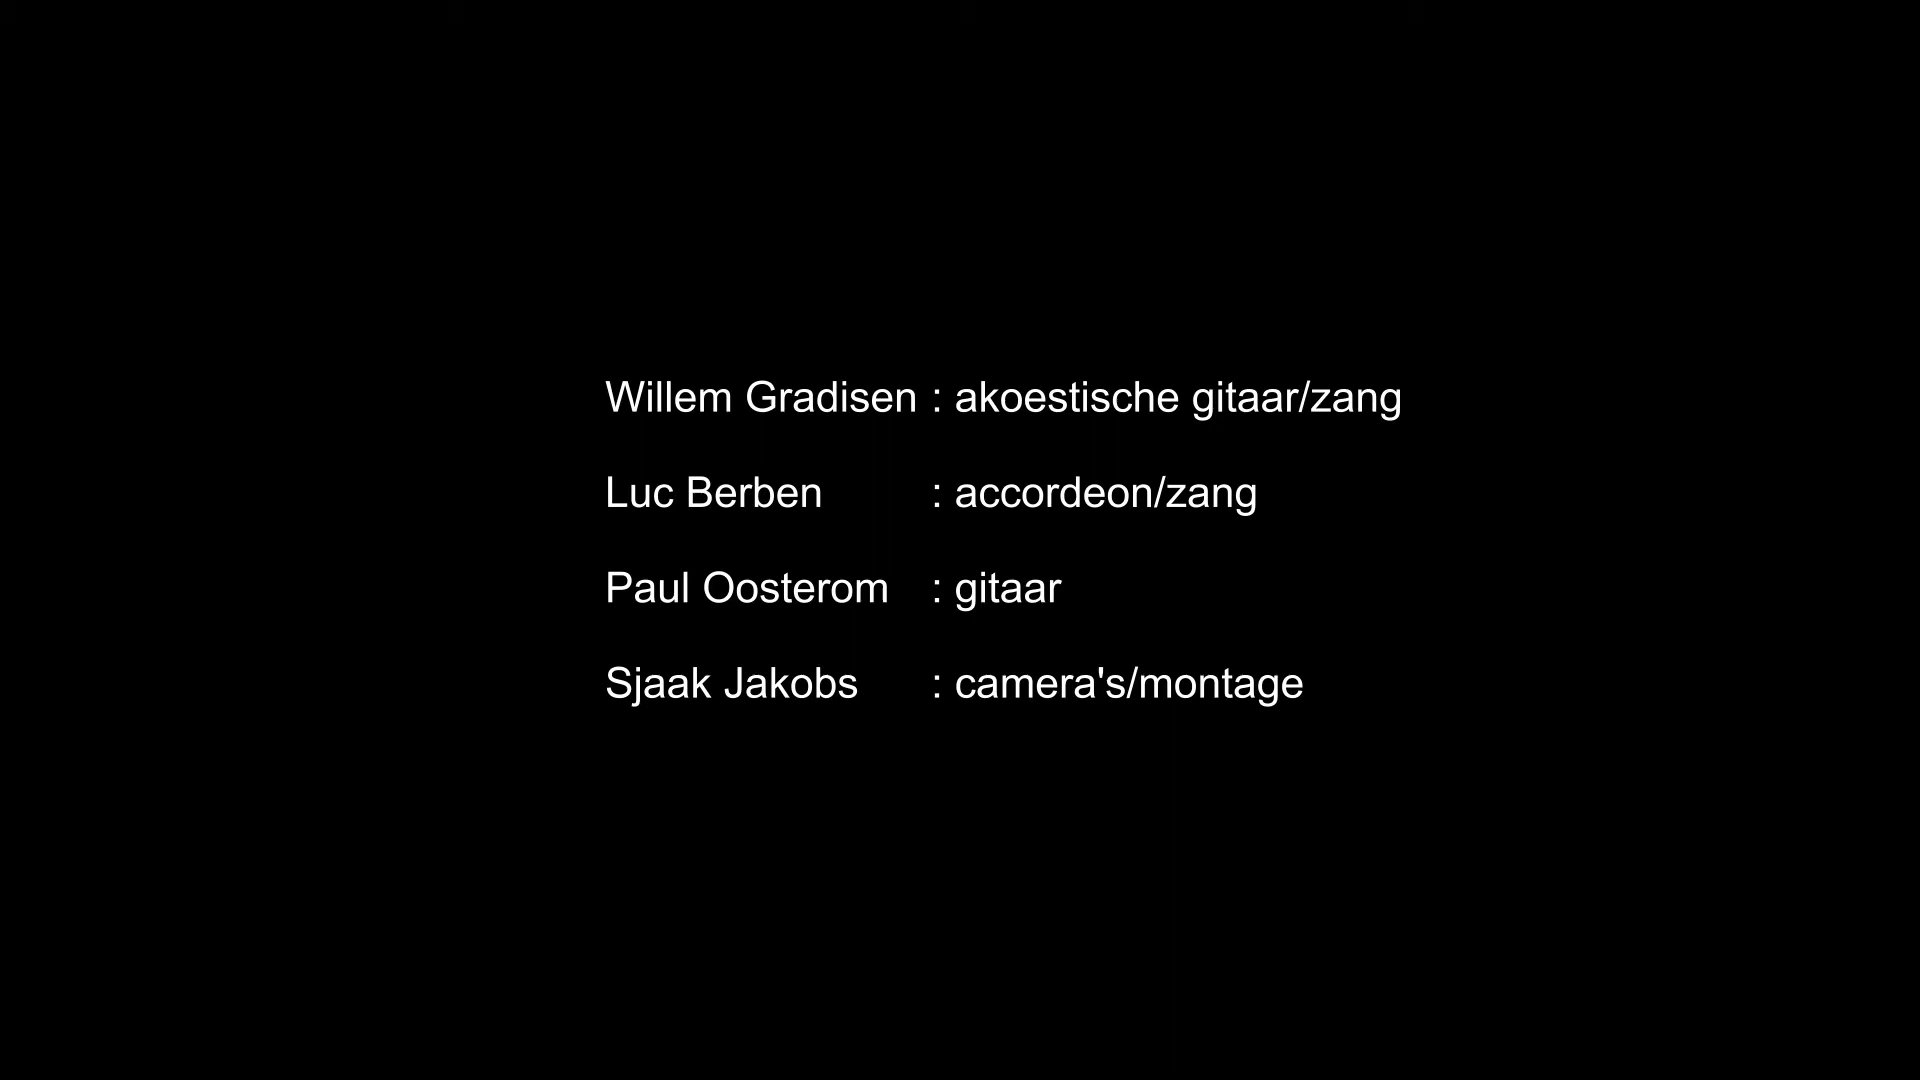 Willem Gradisen : akoestische gitaar/zang
Luc Berben : accordeon/zang
Paul Oosterom : gitaar
Sjaak Jakobs : camera's/montage